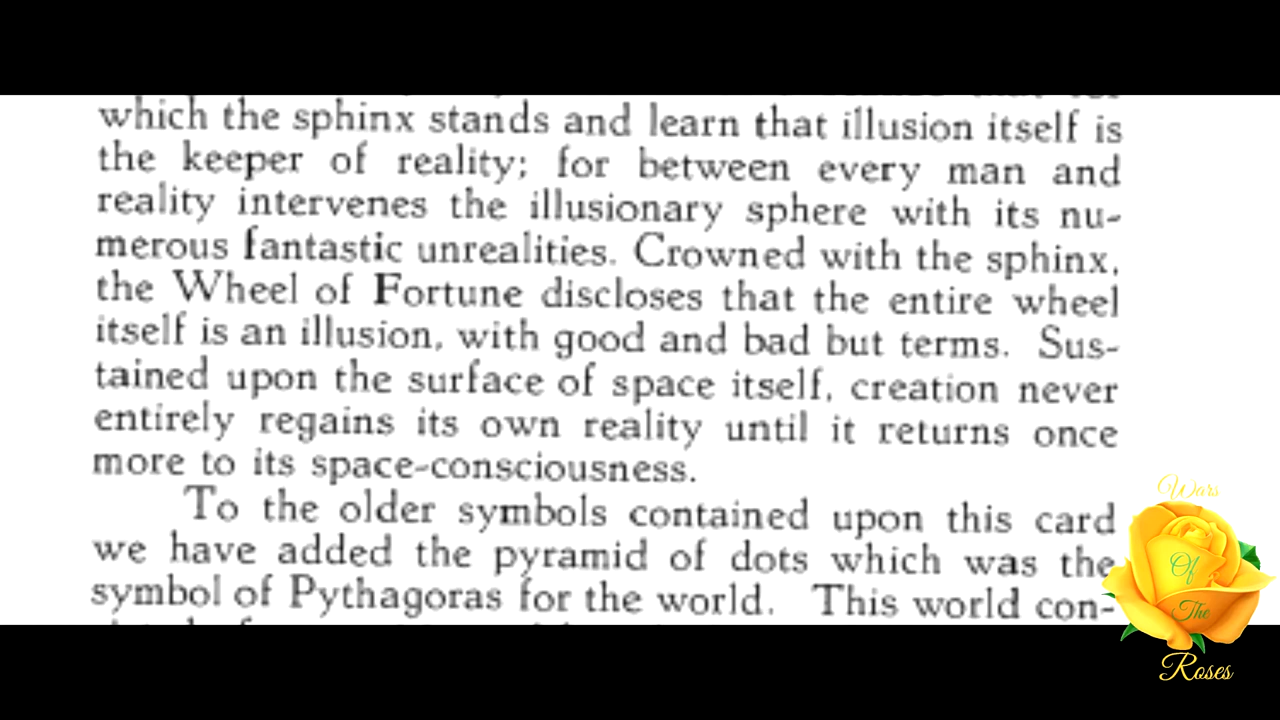 which the sphinx stands and learn that illusion itself is
the keeper of reality; for between every man and
reality intervenes the illusionary sphere with its nu-
merous fantastic unrealities. Crowned with the sphinx,
the Wheel of Fortune discloses that the entire wheel
itself is an illusion, with good and bad but terms. Sus-
tained upon the surface of space itself, creation never
entirely regains its own reality until it returns once
more to its space-consciousness.
To the older symbols contained upon this card
we have added the pyramid of dots which was the
symbol of Pythagoras for the world. This world con-
Wars
Of
The
Roses